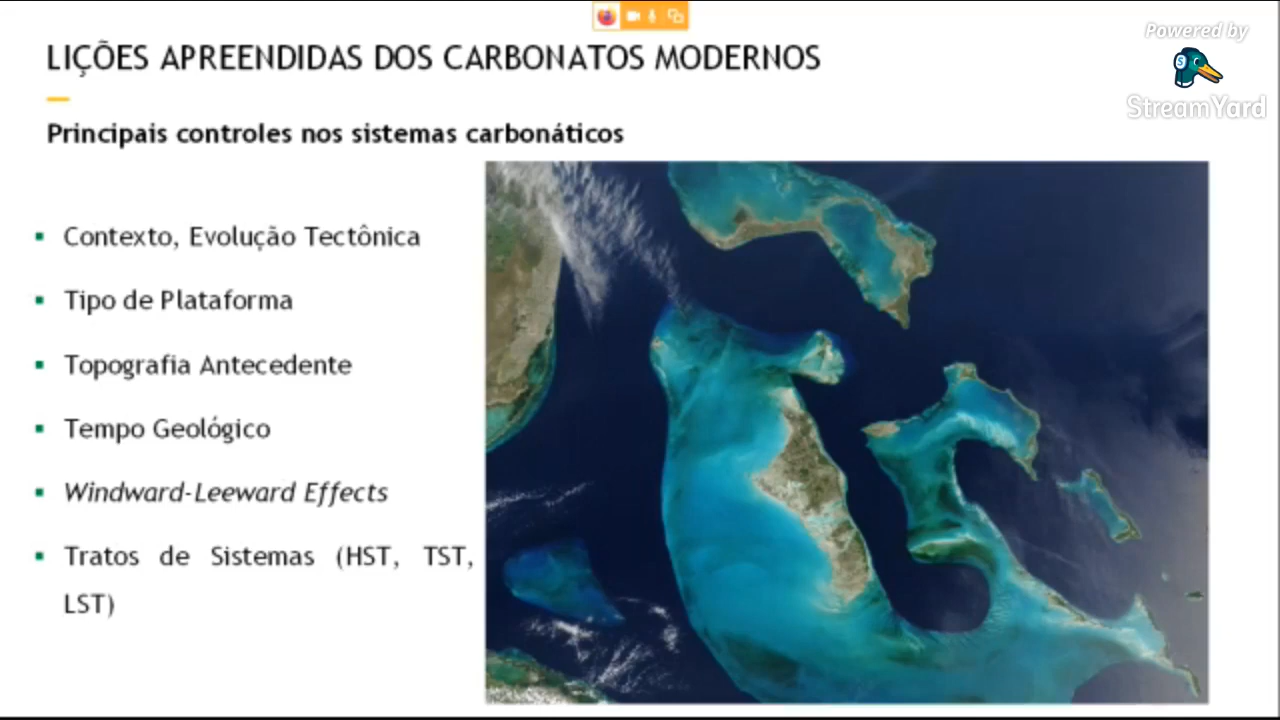 Powered by
StreamYard
LIÇÕES APREENDIDAS DOS CARBONATOS MODERNOS
Principais controles nos sistemas carbonáticos
▪ Contexto, Evolução Tectônica
▪ Tipo de Plataforma
▪ Topografia Antecedente
▪ Tempo Geológico
▪ Windward-Leeward Effects
▪ Tratos de Sistemas (HST, TST,
LST)